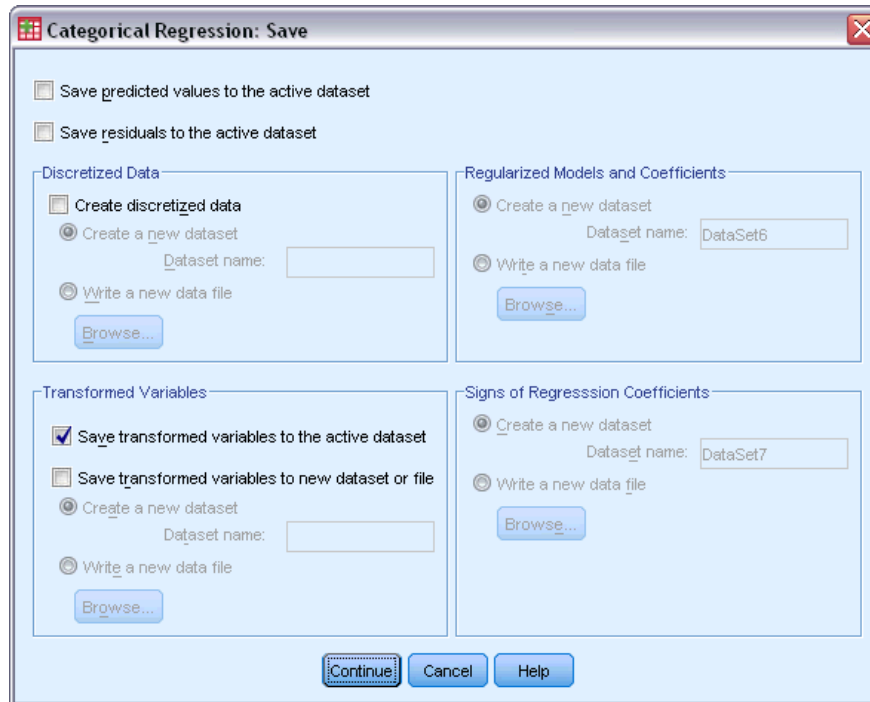 Categorical Regression: Save
Save predicted values to the active dataset
Save residuals to the active dataset
Discretized Data
Create discretized data
Create a new dataset
Dataset name:
Write a new data file
Browse...
Regularized Models and Coefficients
Create a new dataset
Dataset name: DataSet6
Write a new data file
Browse...
Transformed Variables
Save transformed variables to the active dataset
Save transformed variables to new dataset or file
Create a new dataset
Dataset name:
Write a new data file
Browse...
Signs of Regresssion Coefficients
Create a new dataset
Dataset name: DataSet7
Write a new data file
Browse...
Continue Cancel Help